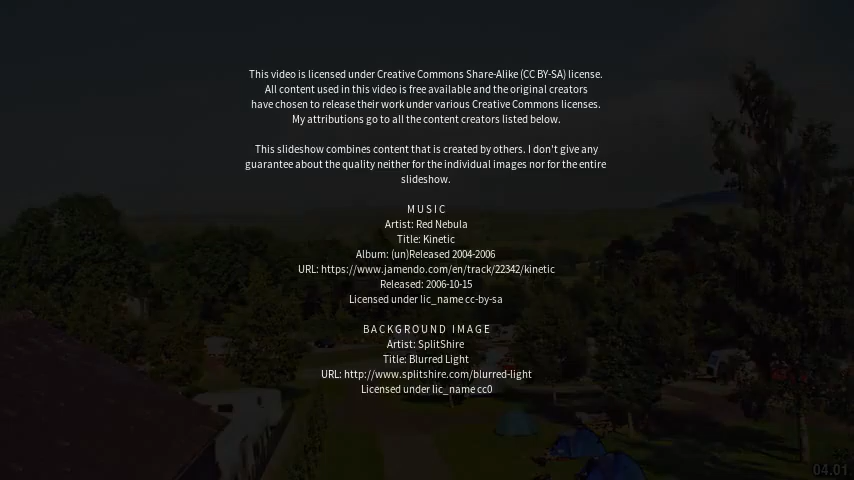 This video is licensed under Creative Commons Share-Alike (CC BY-SA) license.
All content used in this video is free available and the original creators
have chosen to release their work under various Creative Commons licenses.
My attributions go to all the content creators listed below.
This slideshow combines content that is created by others. I don't give any
guarantee about the quality neither for the individual images nor for the entire
slideshow.
MUSIC
Artist: Red Nebula
Title: Kinetic
Album: (un)Released 2004-2006
URL: https://www.jamendo.com/en/track/22342/kinetic
Released: 2006-10-15
Licensed under lic_name cc-by-sa
BACKGROUND IMAGE
Artist: SplitShire
Title: Blurred Light
URL: http://www.splitshire.com/blurred-light
Licensed under lic_name cc0
04.01